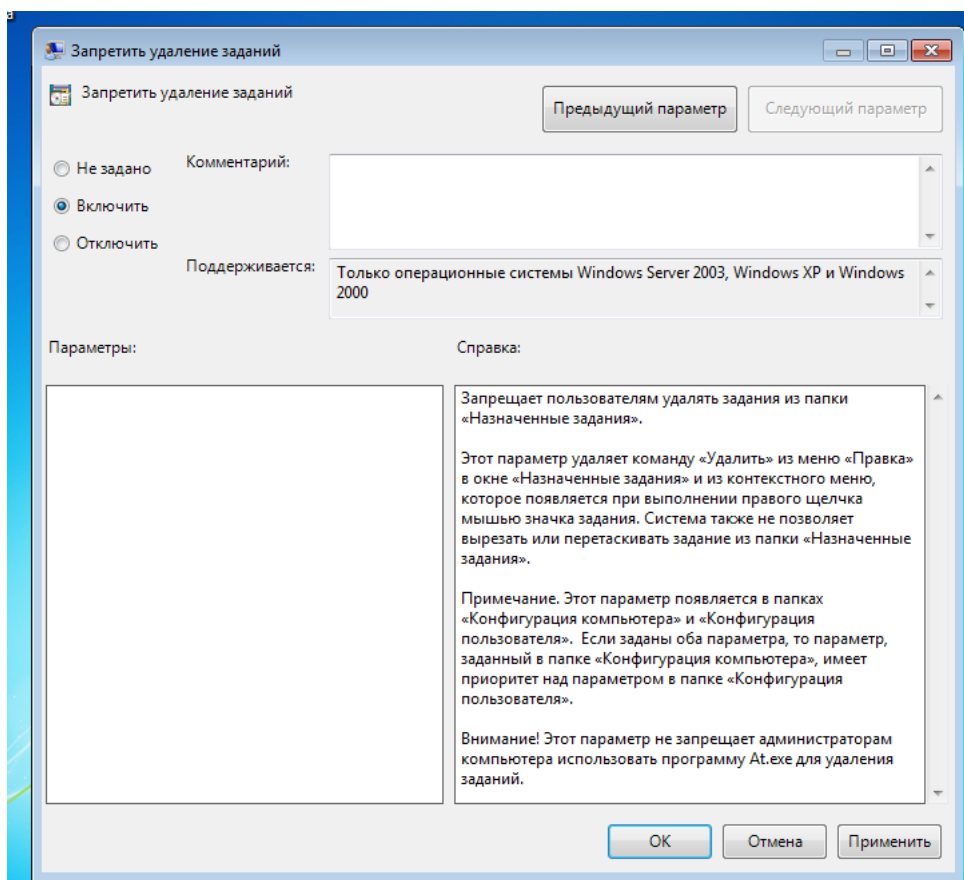 а
Запретить удаление заданий
Запретить удаление заданий
Предыдущий параметр
Следующий параметр
Не задано
Комментарий:
Включить
Отключить
Поддерживается:
Только операционные системы Windows Server 2003, Windows XP и Windows
2000
Параметры:
Справка:
Запрещает пользователям удалять задания из папки
«Назначенные задания».
Этот параметр удаляет команду «Удалить» из меню «Правка»
в окне «Назначенные задания» и из контекстного меню,
которое появляется при выполнении правого щелчка
мышью значка задания. Система также не позволяет
вырезать или перетаскивать задание из папки «Назначенные
задания».
Примечание. Этот параметр появляется в папках
«Конфигурация компьютера» и «Конфигурация
пользователя».  Если заданы оба параметра, то параметр,
заданный в папке «Конфигурация компьютера», имеет
приоритет над параметром в папке «Конфигурация
пользователя».
Внимание! Этот параметр не запрещает администраторам
компьютера использовать программу At.exe для удаления
заданий.
ОК
Отмена
Применить